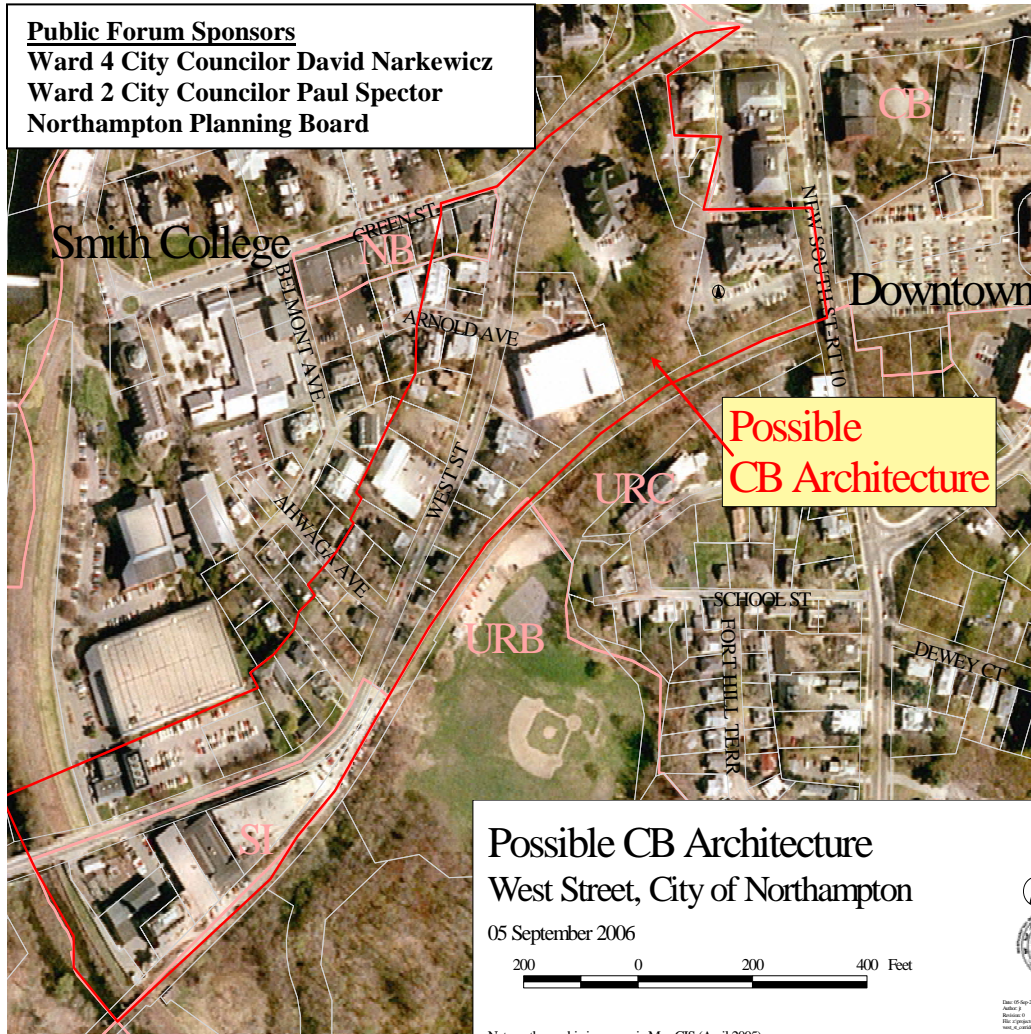 Public Forum Sponsors
Ward 4 City Councilor David Narkewicz
Ward 2 City Councilor Paul Spector
Northampton Planning Board
CB
Smith College
GREEN ST
NB
BELMONT AVE
ARNOLD AVE
NEW SOUTH ST RT 10
Downtown
Possible
CB Architecture
URC
WEST ST
AHWAGA AVE
SCHOOL ST
URB
FORT HILL TERR
DEWEY CT
SI
Possible CB Architecture
West Street, City of Northampton
05 September 2006
200 0 200 400 Feet